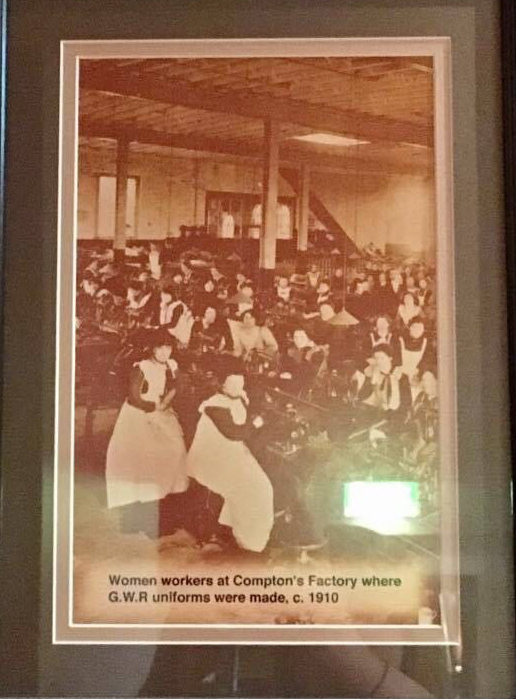 Women workers at Compton's Factory where
G.W.R uniforms were made, c. 1910